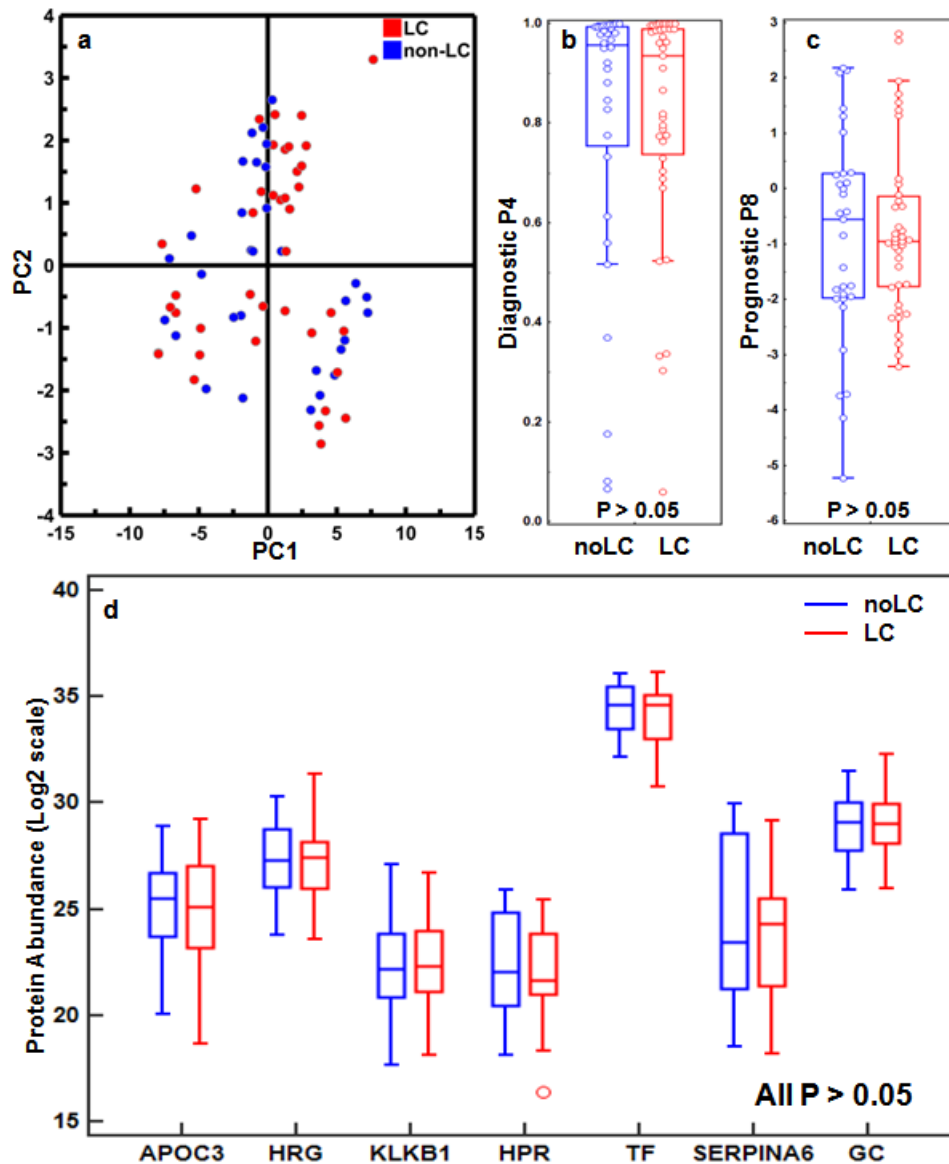 a
LC
non-LC
PC2
4
3
2
1
0
-1
-2
-3
-4
-15
-10
-5
0
5
10
15
PC1
b
Diagnostic P4
1.0
0.8
0.6
0.4
0.2
0.0
P > 0.05
noLC
LC
c
Prognostic P8
3
2
1
0
-1
-2
-3
-4
-5
-6
P > 0.05
noLC
LC
d
noLC
LC
Protein Abundance (Log2 scale)
40
35
30
25
20
15
All P > 0.05
APOC3
HRG
KLKB1
HPR
TF
SERPINA6
GC